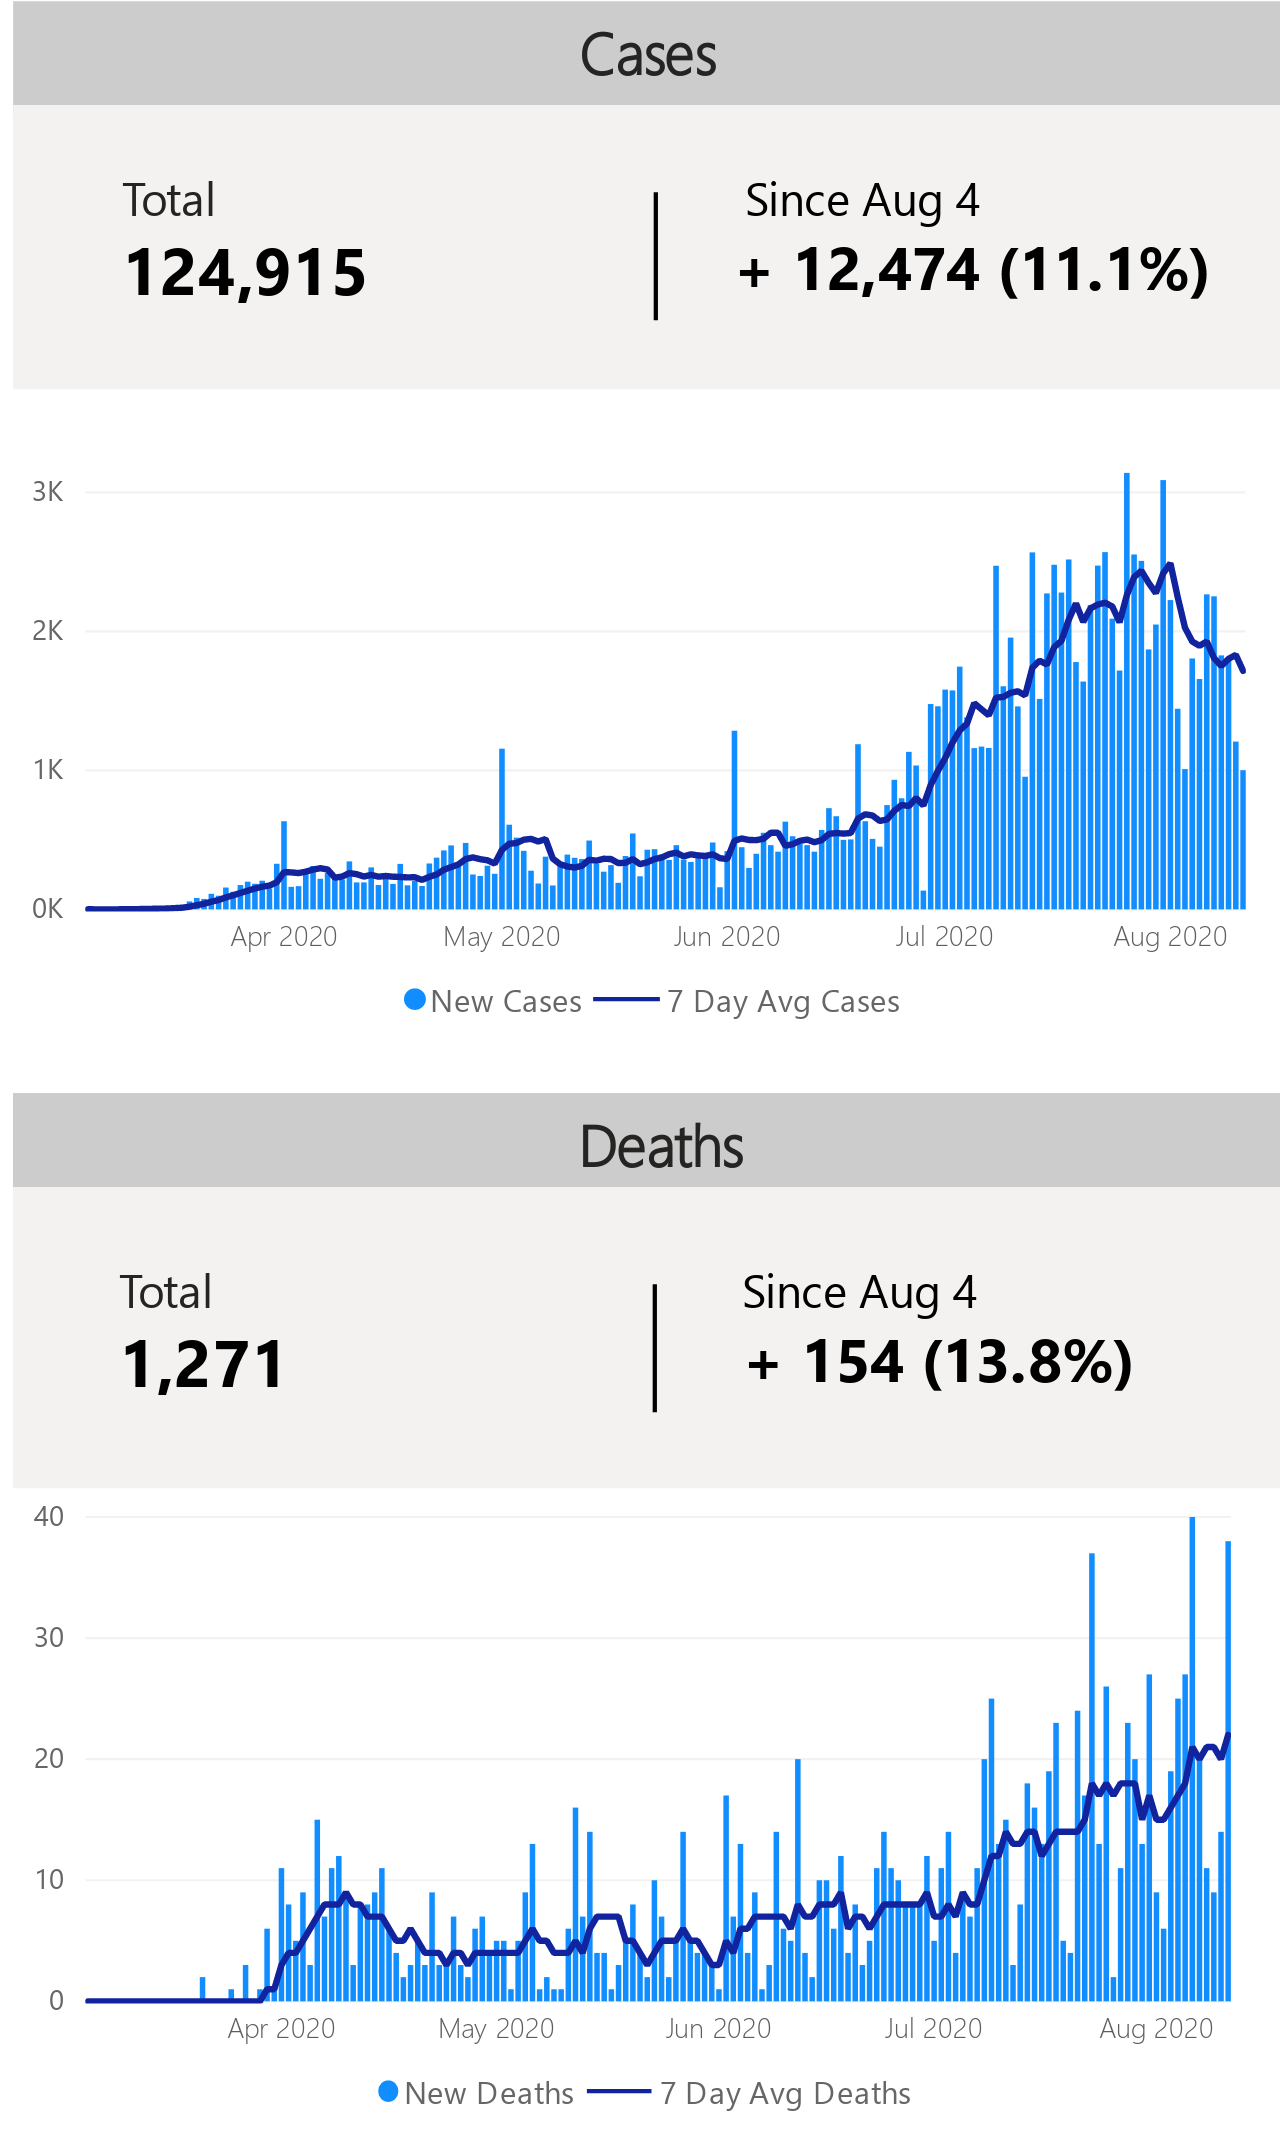 Cases
Total
Since Aug 4
124,915
+ 12,474 (11.1%)
3K
2K
1K
0K
Apr 2020
May 2020
Jun 2020
Jul 2020
Aug 2020
New Cases
7 Day Avg Cases
Deaths
Total
Since Aug 4
1,271
+ 154 (13.8%)
40
30
20
10
0
Apr 2020
May 2020
Jun 2020
Jul 2020
Aug 2020
New Deaths
7 Day Avg Deaths